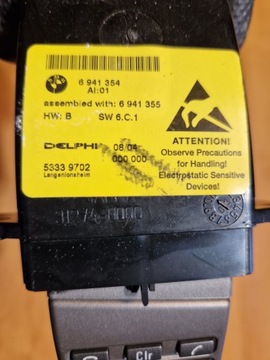 6 941 354
AI:01
assembled with: 6 941 355
HW: B SW 6.C.1
DELPHI 08/04
000 000
5333 9702
Langenlonsheim
ATTENTION!
Observe Precautions
for Handling!
Electrostatic Sensitive
Devices!
Clr